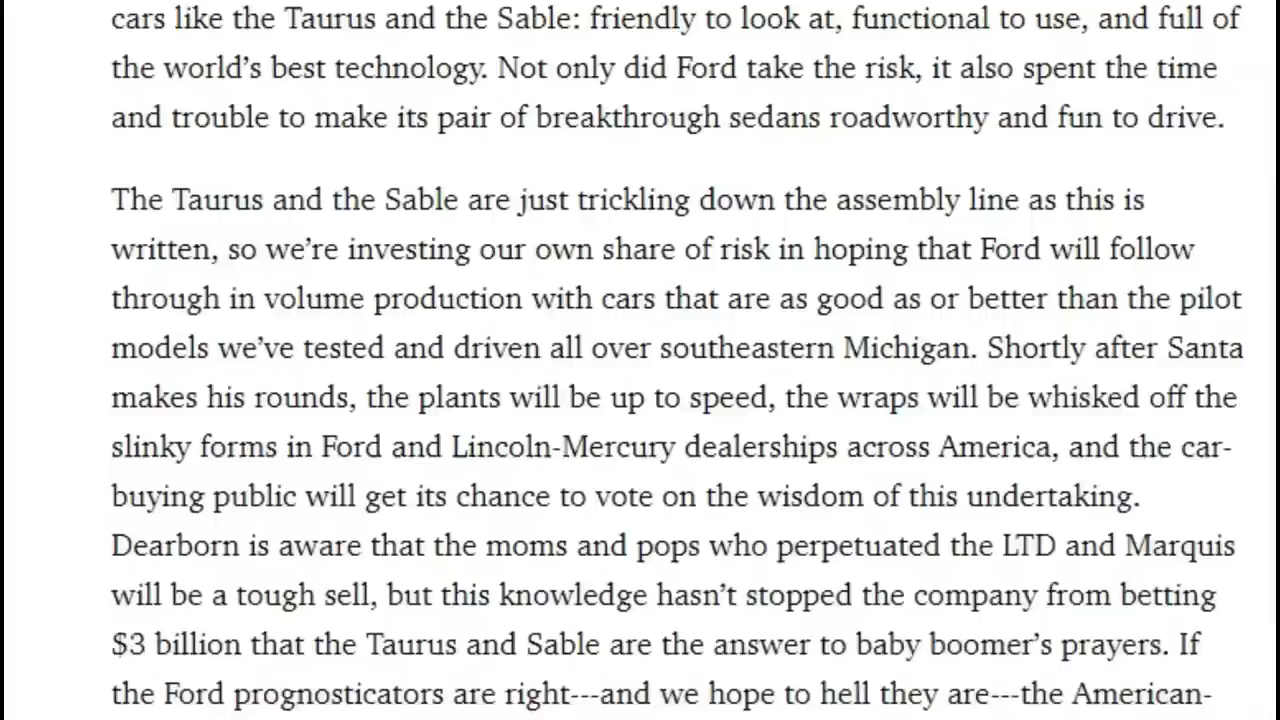 cars like the Taurus and the Sable: friendly to look at, functional to use, and full of
the world’s best technology. Not only did Ford take the risk, it also spent the time
and trouble to make its pair of breakthrough sedans roadworthy and fun to drive.
The Taurus and the Sable are just trickling down the assembly line as this is
written, so we’re investing our own share of risk in hoping that Ford will follow
through in volume production with cars that are as good as or better than the pilot
models we’ve tested and driven all over southeastern Michigan. Shortly after Santa
makes his rounds, the plants will be up to speed, the wraps will be whisked off the
slinky forms in Ford and Lincoln-Mercury dealerships across America, and the car-
buying public will get its chance to vote on the wisdom of this undertaking.
Dearborn is aware that the moms and pops who perpetuated the LTD and Marquis
will be a tough sell, but this knowledge hasn’t stopped the company from betting
$3 billion that the Taurus and Sable are the answer to baby boomer’s prayers. If
the Ford prognosticators are right---and we hope to hell they are---the American-